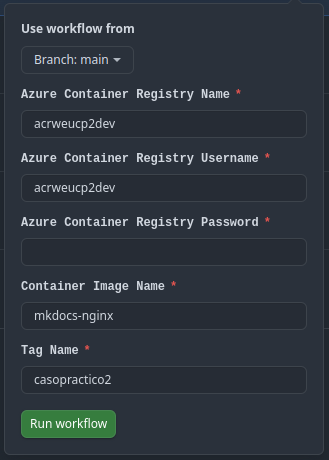 Use workflow from
Branch: main
Azure Container Registry Name *
acrweucp2dev
Azure Container Registry Username *
acrweucp2dev
Azure Container Registry Password *
Container Image Name *
mkdocs-nginx
Tag Name *
casopractico2
Run workflow